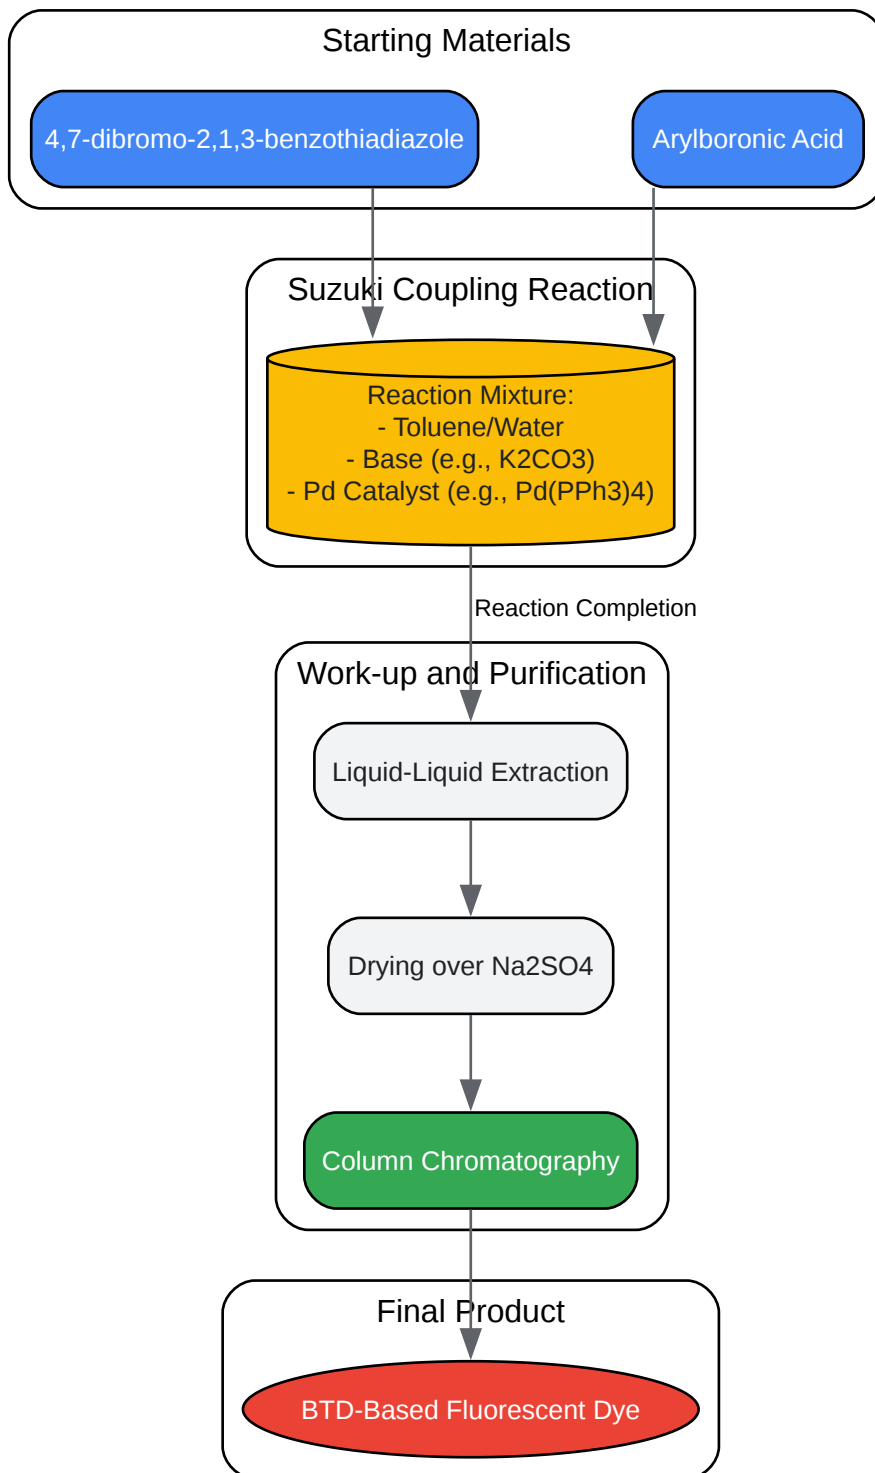 Starting Materials
4,7-dibromo-2,1,3-benzothiadiazole
Arylboronic Acid
Suzuki Coupling Reaction
Reaction Mixture:
- Toluene/Water
- Base (e.g., K2CO3)
- Pd Catalyst (e.g., Pd(PPh3)4)
Reaction Completion
Work-up and Purification
Liquid-Liquid Extraction
Drying over Na2SO4
Column Chromatography
Final Product
BTD-Based Fluorescent Dye